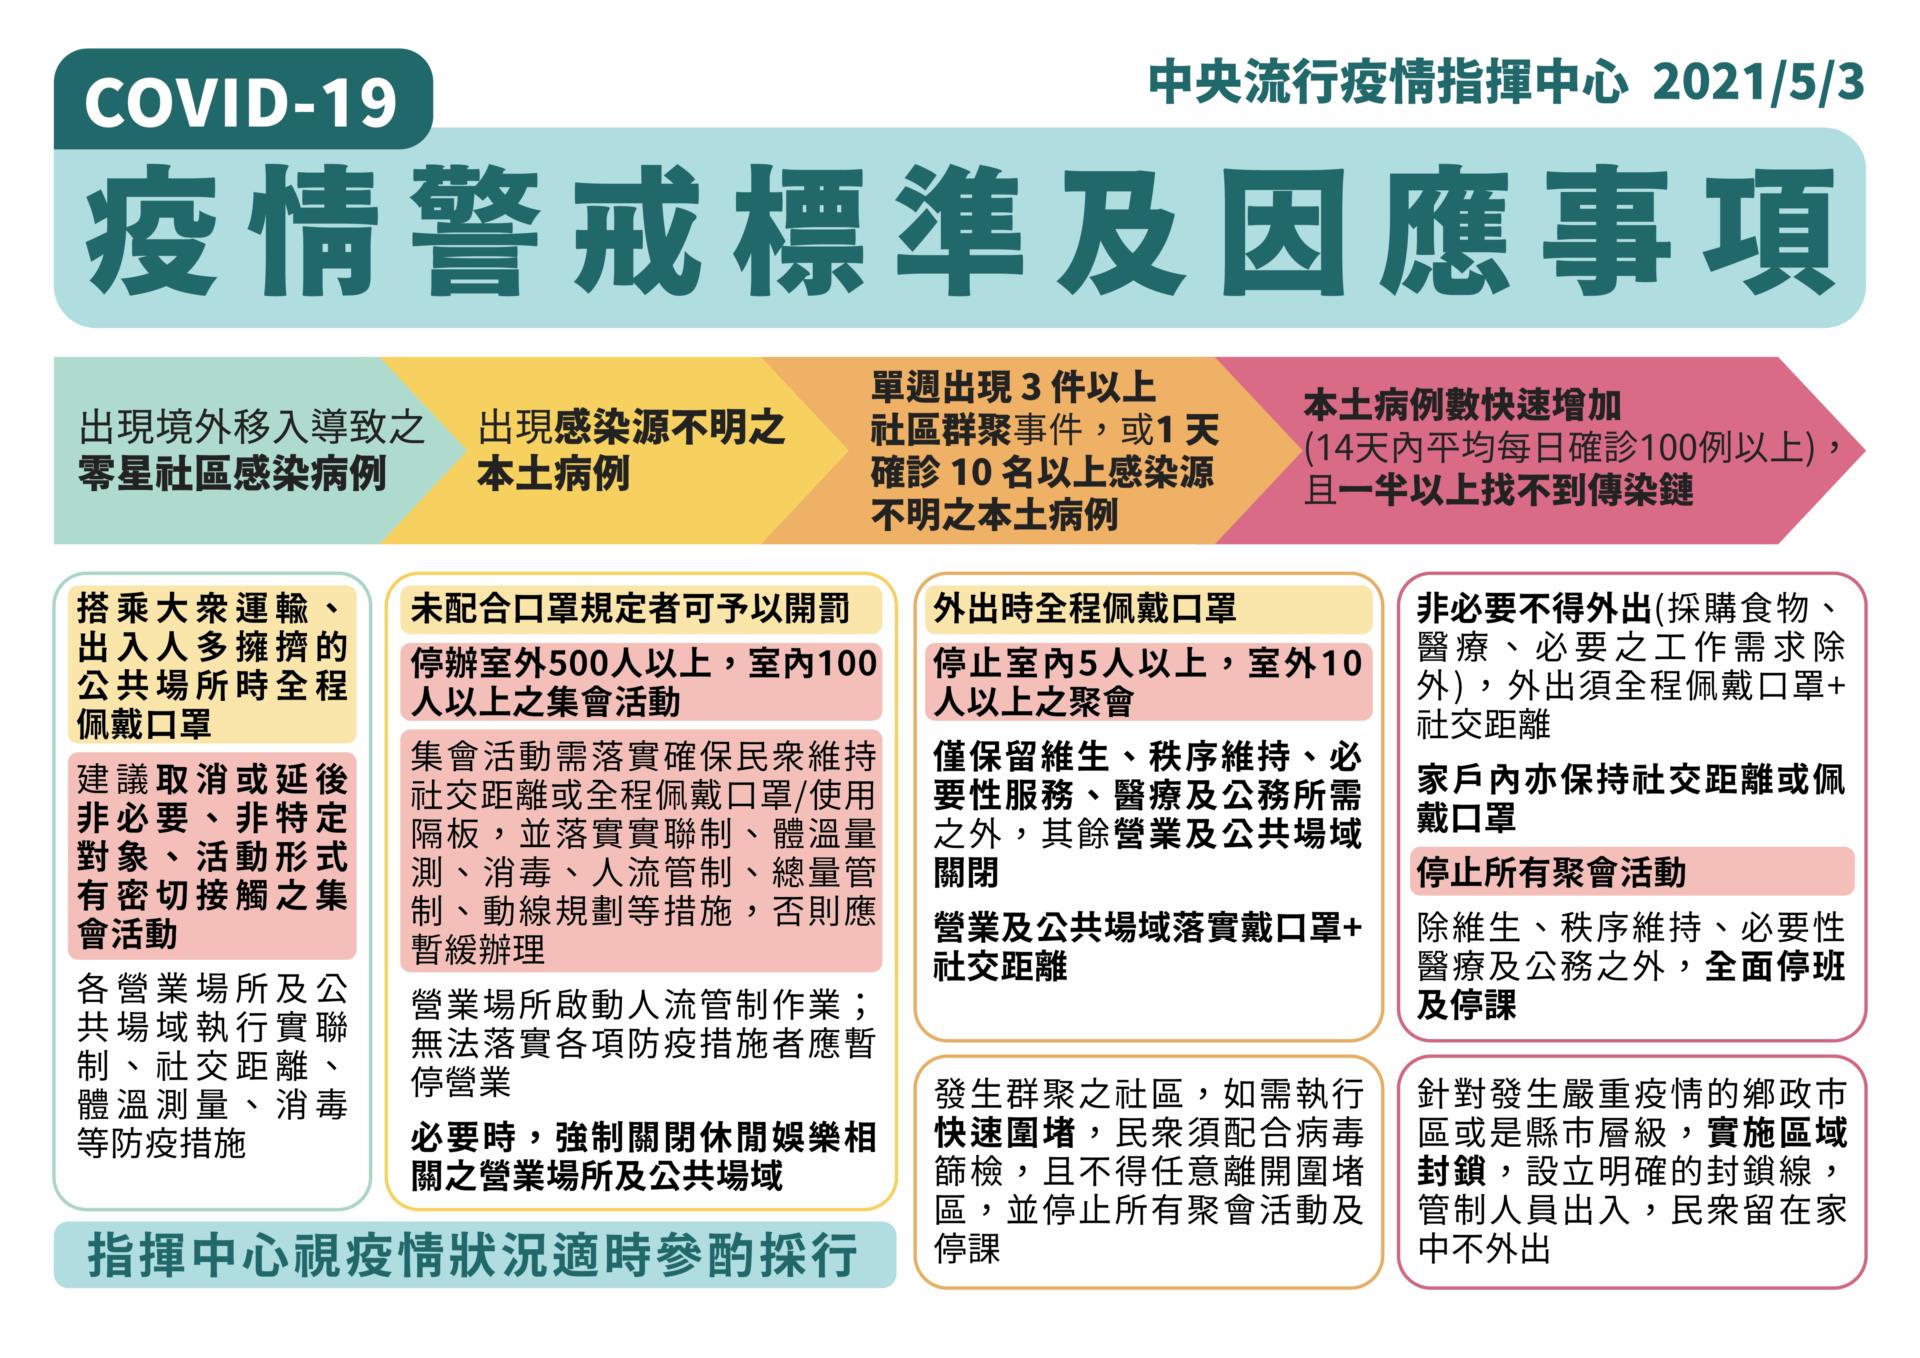 COVID-19
中央流行疫情指揮中心 2021/5/3
疫情警戒標準及因應事項
出現境外移入導致之
零星社區感染病例
出現感染源不明之
本土病例
單週出現 3 件以上
社區群聚事件，或1 天
確診 10 名以上感染源
不明之本土病例
本土病例數快速增加
(14天內平均每日確診100例以上)，
且一半以上找不到傳染鏈
搭乘大眾運輸、
出入人多擁擠的
公共場所時全程
佩戴口罩
建議取消或延後
非必要、非特定
對象、活動形式
有密切接觸之集
會活動
各營業場所及公
共場域執行實聯
制、社交距離、
體溫測量、消毒
等防疫措施
未配合口罩規定者可予以開罰
停辦室外500人以上，室內100
人以上之集會活動
集會活動需落實確保民眾維持
社交距離或全程佩戴口罩/使用
隔板，並落實實聯制、體溫量
測、消毒、人流管制、總量管
制、動線規劃等措施，否則應
暫緩辦理
營業場所啟動人流管制作業；
無法落實各項防疫措施者應暫
停營業
必要時，強制關閉休閒娛樂相
關之營業場所及公共場域
指揮中心視疫情狀況適時參酌採行
外出時全程佩戴口罩
停止室內5人以上，室外10
人以上之聚會
僅保留維生、秩序維持、必
要性服務、醫療及公務所需
之外，其餘營業及公共場域
關閉
營業及公共場域落實戴口罩+
社交距離
發生群聚之社區，如需執行
快速圍堵，民眾須配合病毒
篩檢，且不得任意離開圍堵
區，並停止所有聚會活動及
停課
非必要不得外出(採購食物、
醫療、必要之工作需求除
外)，外出須全程佩戴口罩+
社交距離
家戶內亦保持社交距離或佩
戴口罩
停止所有聚會活動
除維生、秩序維持、必要性
醫療及公務之外，全面停班
及停課
針對發生嚴重疫情的鄉政市
區或是縣市層級，實施區域
封鎖，設立明確的封鎖線，
管制人員出入，民眾留在家
中不外出